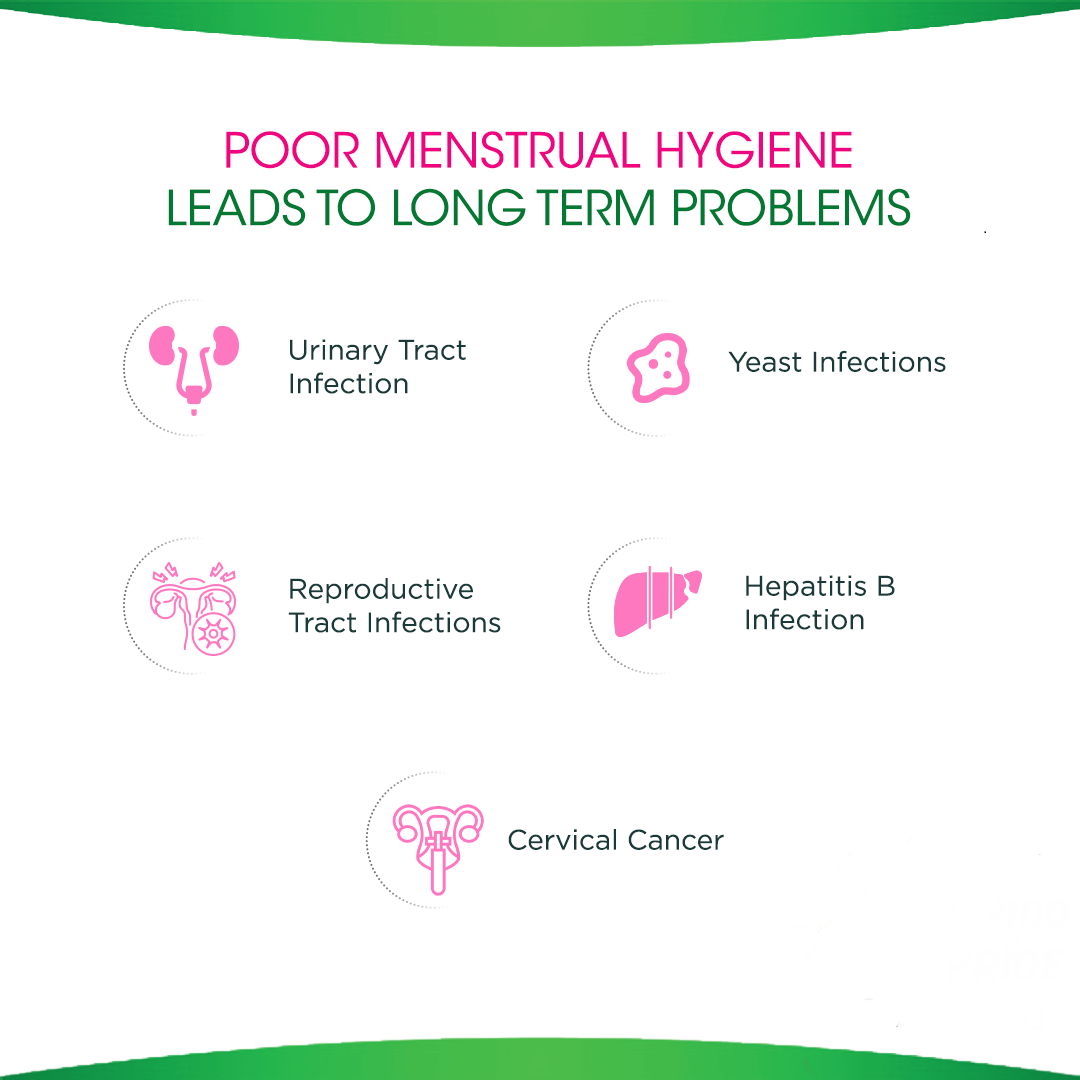 POOR MENSTRUAL HYGIENE
LEADS TO LONG TERM PROBLEMS
Urinary Tract
Infection
Yeast Infections
Reproductive
Tract Infections
Hepatitis B
Infection
Cervical Cancer